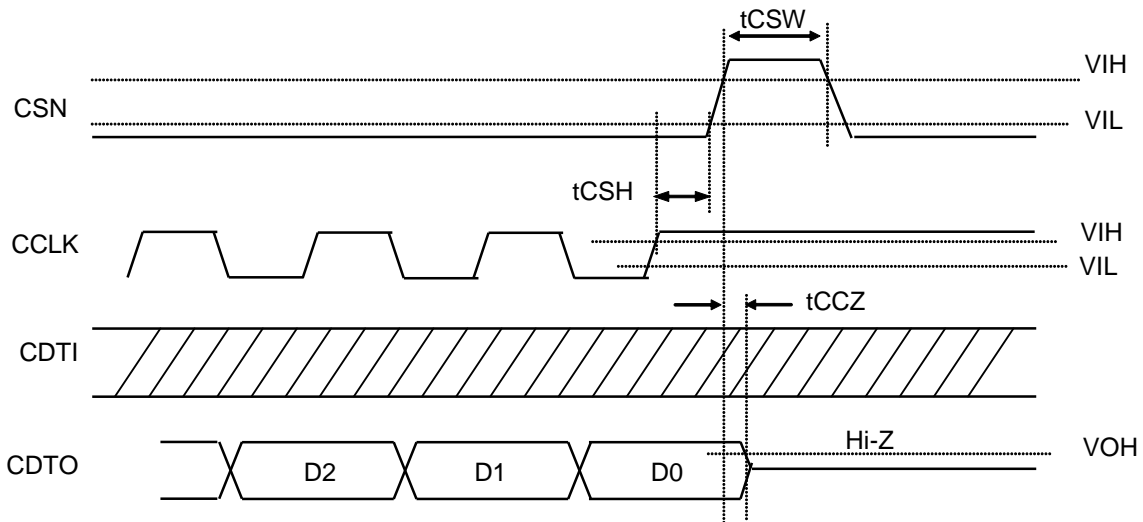 tCSW
VIH
CSN
VIL
tCSH
CCLK
VIH
VIL
tCCZ
CDTI
Hi-Z
VOH
CDTO
D2
D1
D0